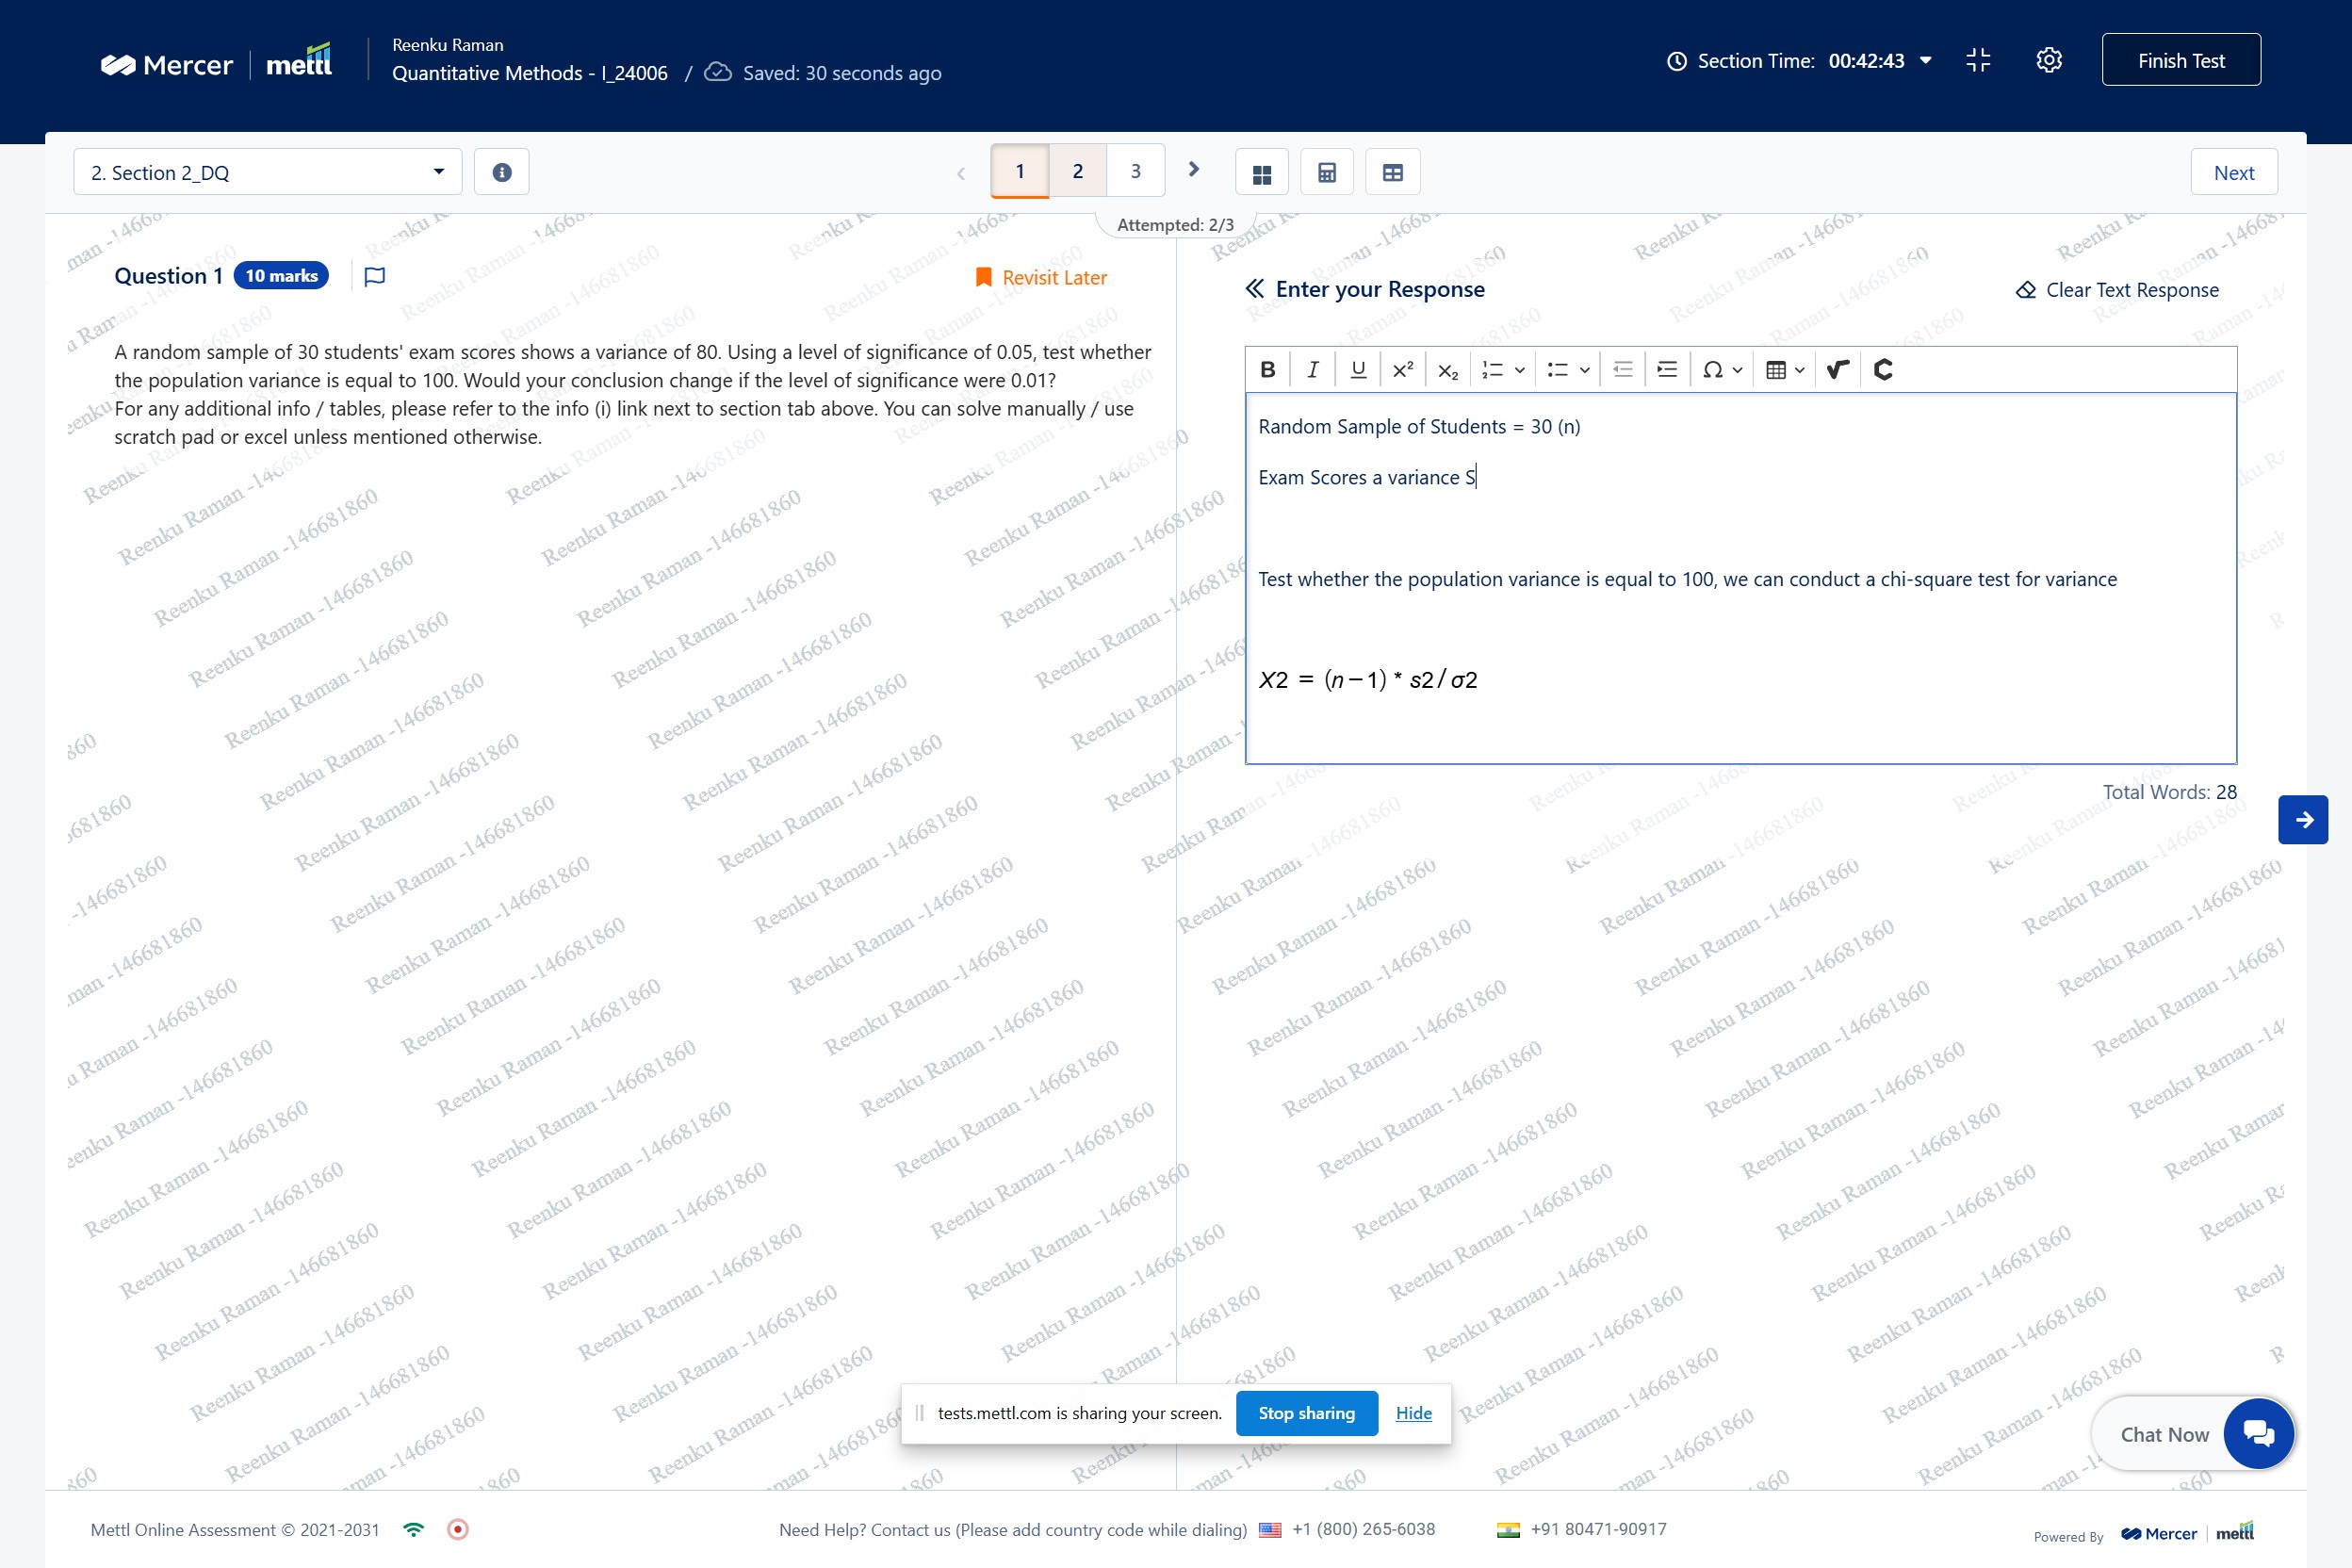 Mercer | mettl
Reenku Raman
Quantitative Methods - I_24006 / Saved: 30 seconds ago
Section Time: 00:42:43
Finish Test
2. Section 2_DQ
1 2 3
Next
Attempted: 2/3
Question 1 10 marks
Revisit Later
A random sample of 30 students' exam scores shows a variance of 80. Using a level of significance of 0.05, test whether
the population variance is equal to 100. Would your conclusion change if the level of significance were 0.01?
For any additional info / tables, please refer to the info (i) link next to section tab above. You can solve manually / use
scratch pad or excel unless mentioned otherwise.
Enter your Response
Clear Text Response
Random Sample of Students = 30 (n)
Exam Scores a variance S
Test whether the population variance is equal to 100, we can conduct a chi-square test for variance
X2 = (n−1) * s2/σ2
Total Words: 28
Reenku Raman -146681860
tests.mettl.com is sharing your screen.
Stop sharing
Hide
Chat Now
Mettl Online Assessment © 2021-2031
Need Help? Contact us (Please add country code while dialing) +1 (800) 265-6038 +91 80471-90917
Powered By Mercer | mettl